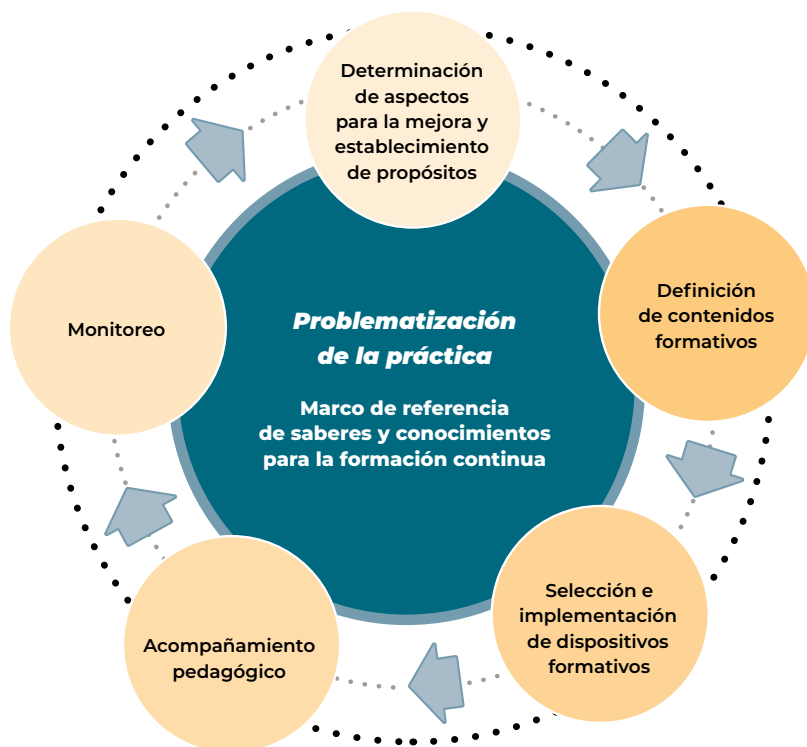 Determinación
de aspectos
para la mejora y
establecimiento
de propósitos
Definición
de contenidos
formativos
Selección e
implementación
de dispositivos
formativos
Acompañamiento
pedagógico
Monitoreo
Problematización
de la práctica
Marco de referencia
de saberes y conocimientos
para la formación continua